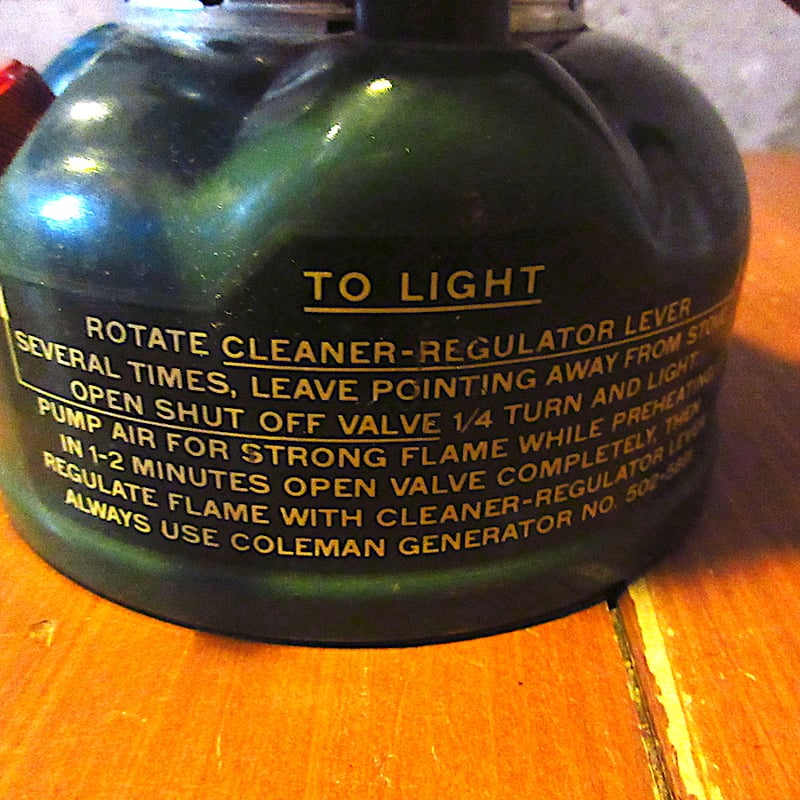 TO LIGHT
ROTATE CLEANER-REGULATOR LEVER
SEVERAL TIMES, LEAVE POINTING AWAY FROM STOVE
OPEN SHUT OFF VALVE 1/4 TURN AND LIGHT
PUMP AIR FOR STRONG FLAME WHILE PREHEATING
IN 1-2 MINUTES OPEN VALVE COMPLETELY, THEN
REGULATE FLAME WITH CLEANER-REGULATOR LEVER
ALWAYS USE COLEMAN GENERATOR NO.